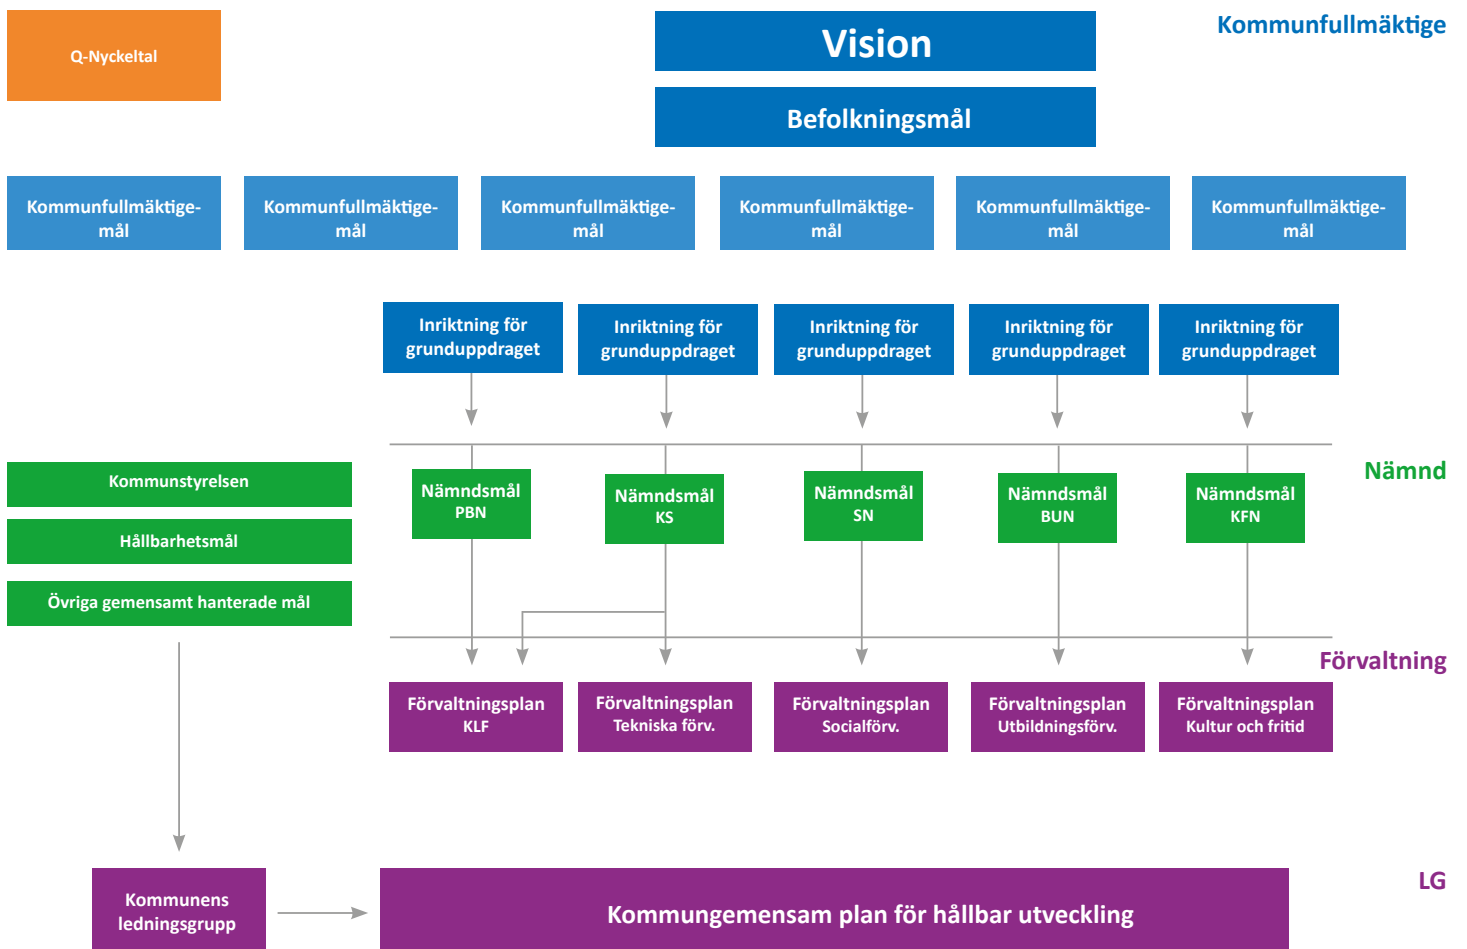 Q-Nyckeltal
Vision
Kommunfullmäktige
Befolkningsmål
Kommunfullmäktige-
mål
Kommunfullmäktige-
mål
Kommunfullmäktige-
mål
Kommunfullmäktige-
mål
Kommunfullmäktige-
mål
Kommunfullmäktige-
mål
Inriktning för
grunduppdraget
Inriktning för
grunduppdraget
Inriktning för
grunduppdraget
Inriktning för
grunduppdraget
Inriktning för
grunduppdraget
Nämnd
Kommunstyrelsen
Hållbarhetsmål
Övriga gemensamt hanterade mål
Nämndsmål
PBN
Nämndsmål
KS
Nämndsmål
SN
Nämndsmål
BUN
Nämndsmål
KFN
Förvaltning
Förvaltningsplan
KLF
Förvaltningsplan
Tekniska förv.
Förvaltningsplan
Socialförv.
Förvaltningsplan
Utbildningsförv.
Förvaltningsplan
Kultur och fritid
LG
Kommunens
ledningsgrupp
Kommungemensam plan för hållbar utveckling